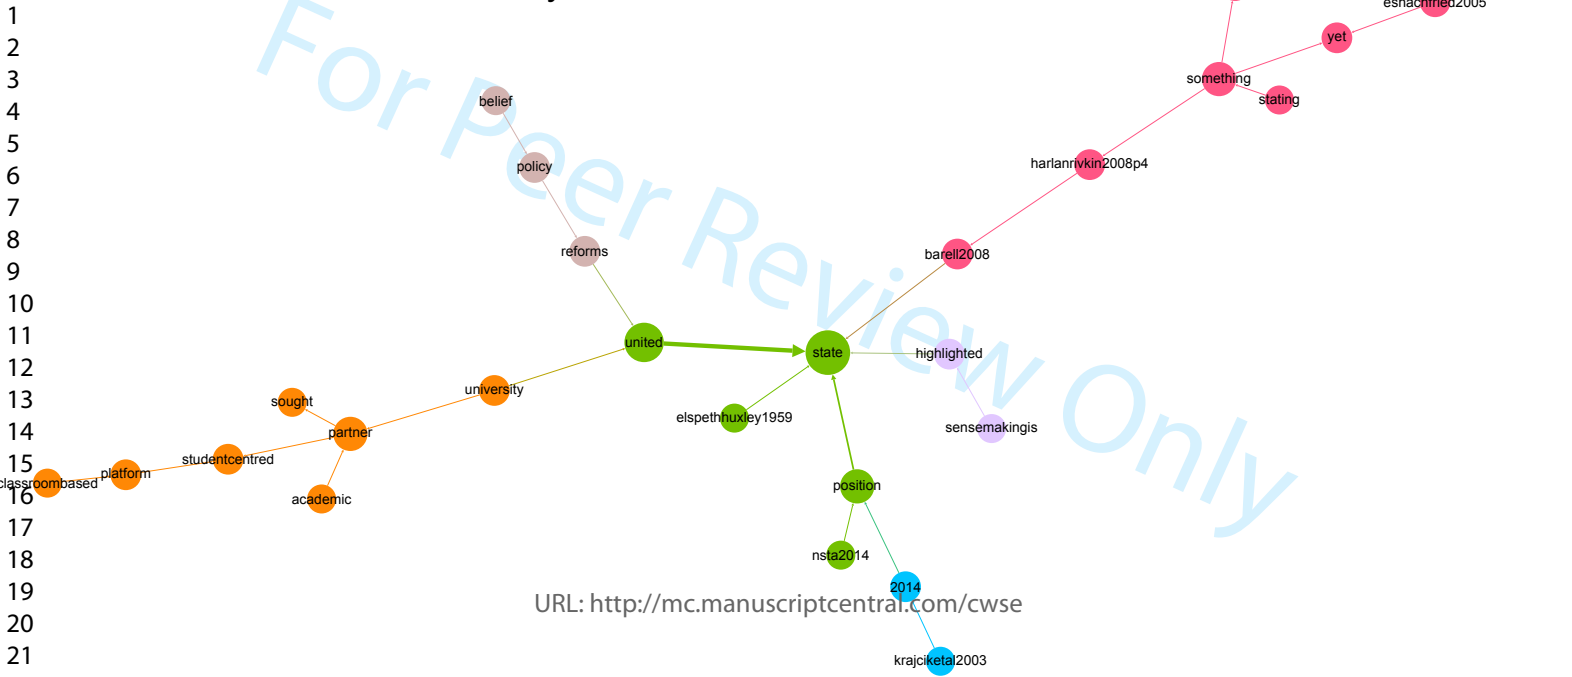 1
eshachfried2005
2
yet
3
something
belief
stating
4
5
policy
harlanrivkin2008p4
6
7
8
reforms
barell2008
9
10
11
united
state
highlighted
12
university
13
sought
elspethhuxley1959
sensemakingis
14
partner
15
studentcentred
platform
classroombased
16
academic
position
17
nsta2014
18
2014
19
URL: http://mc.manuscriptcentral.com/cwse
20
krajciketal2003
21
For Peer Review Only